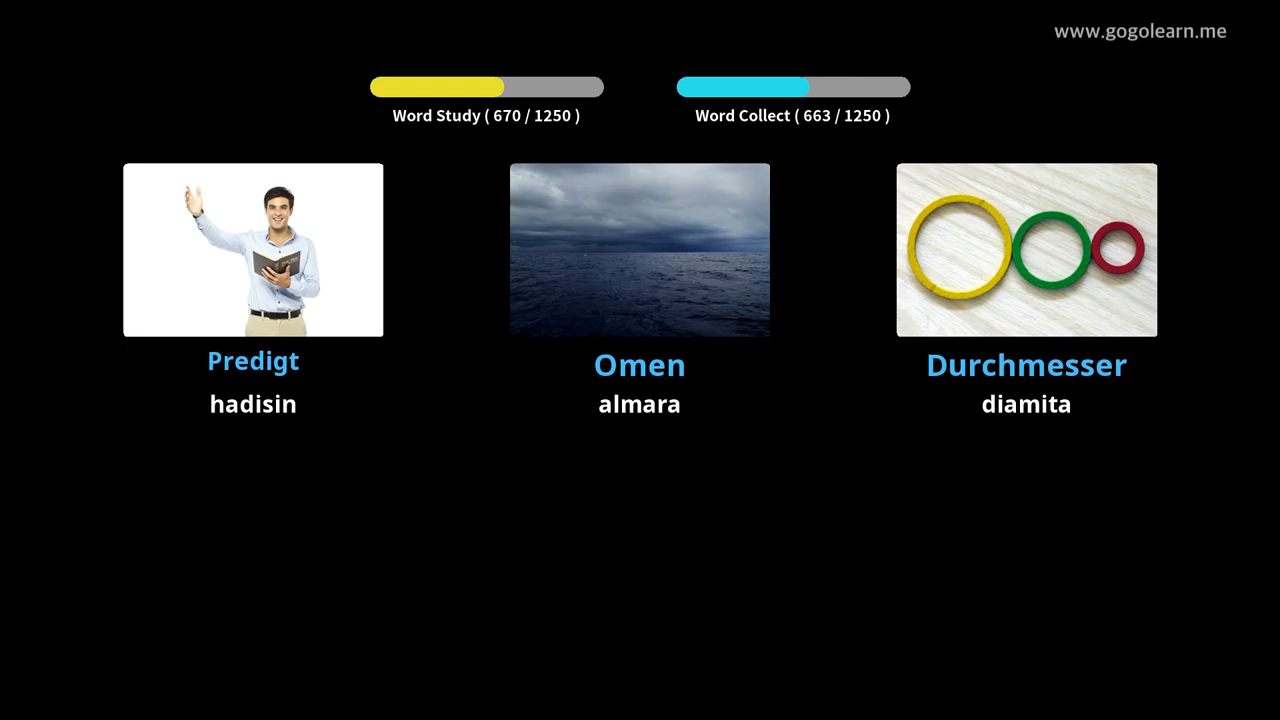 www.gogolearn.me
Word Study ( 670 / 1250 )
Word Collect ( 663 / 1250 )
Predigt
hadisin
Omen
almara
Durchmesser
diamita